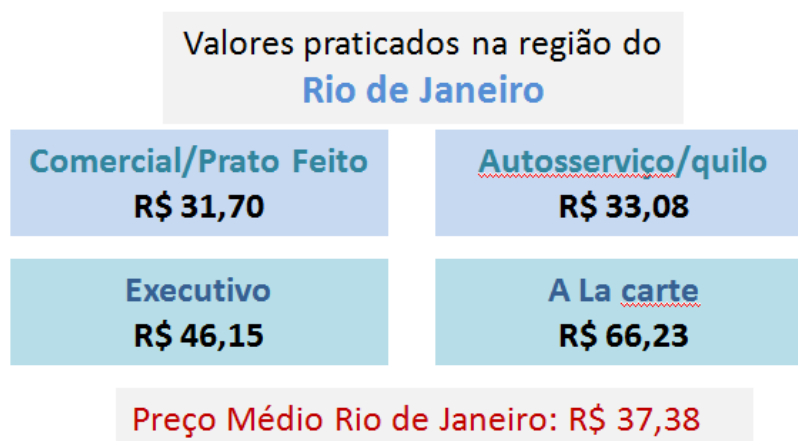 Valores praticados na região do
Rio de Janeiro
Comercial/Prato Feito
R$ 31,70
Autosserviço/quilo
R$ 33,08
Executivo
R$ 46,15
A La carte
R$ 66,23
Preço Médio Rio de Janeiro: R$ 37,38